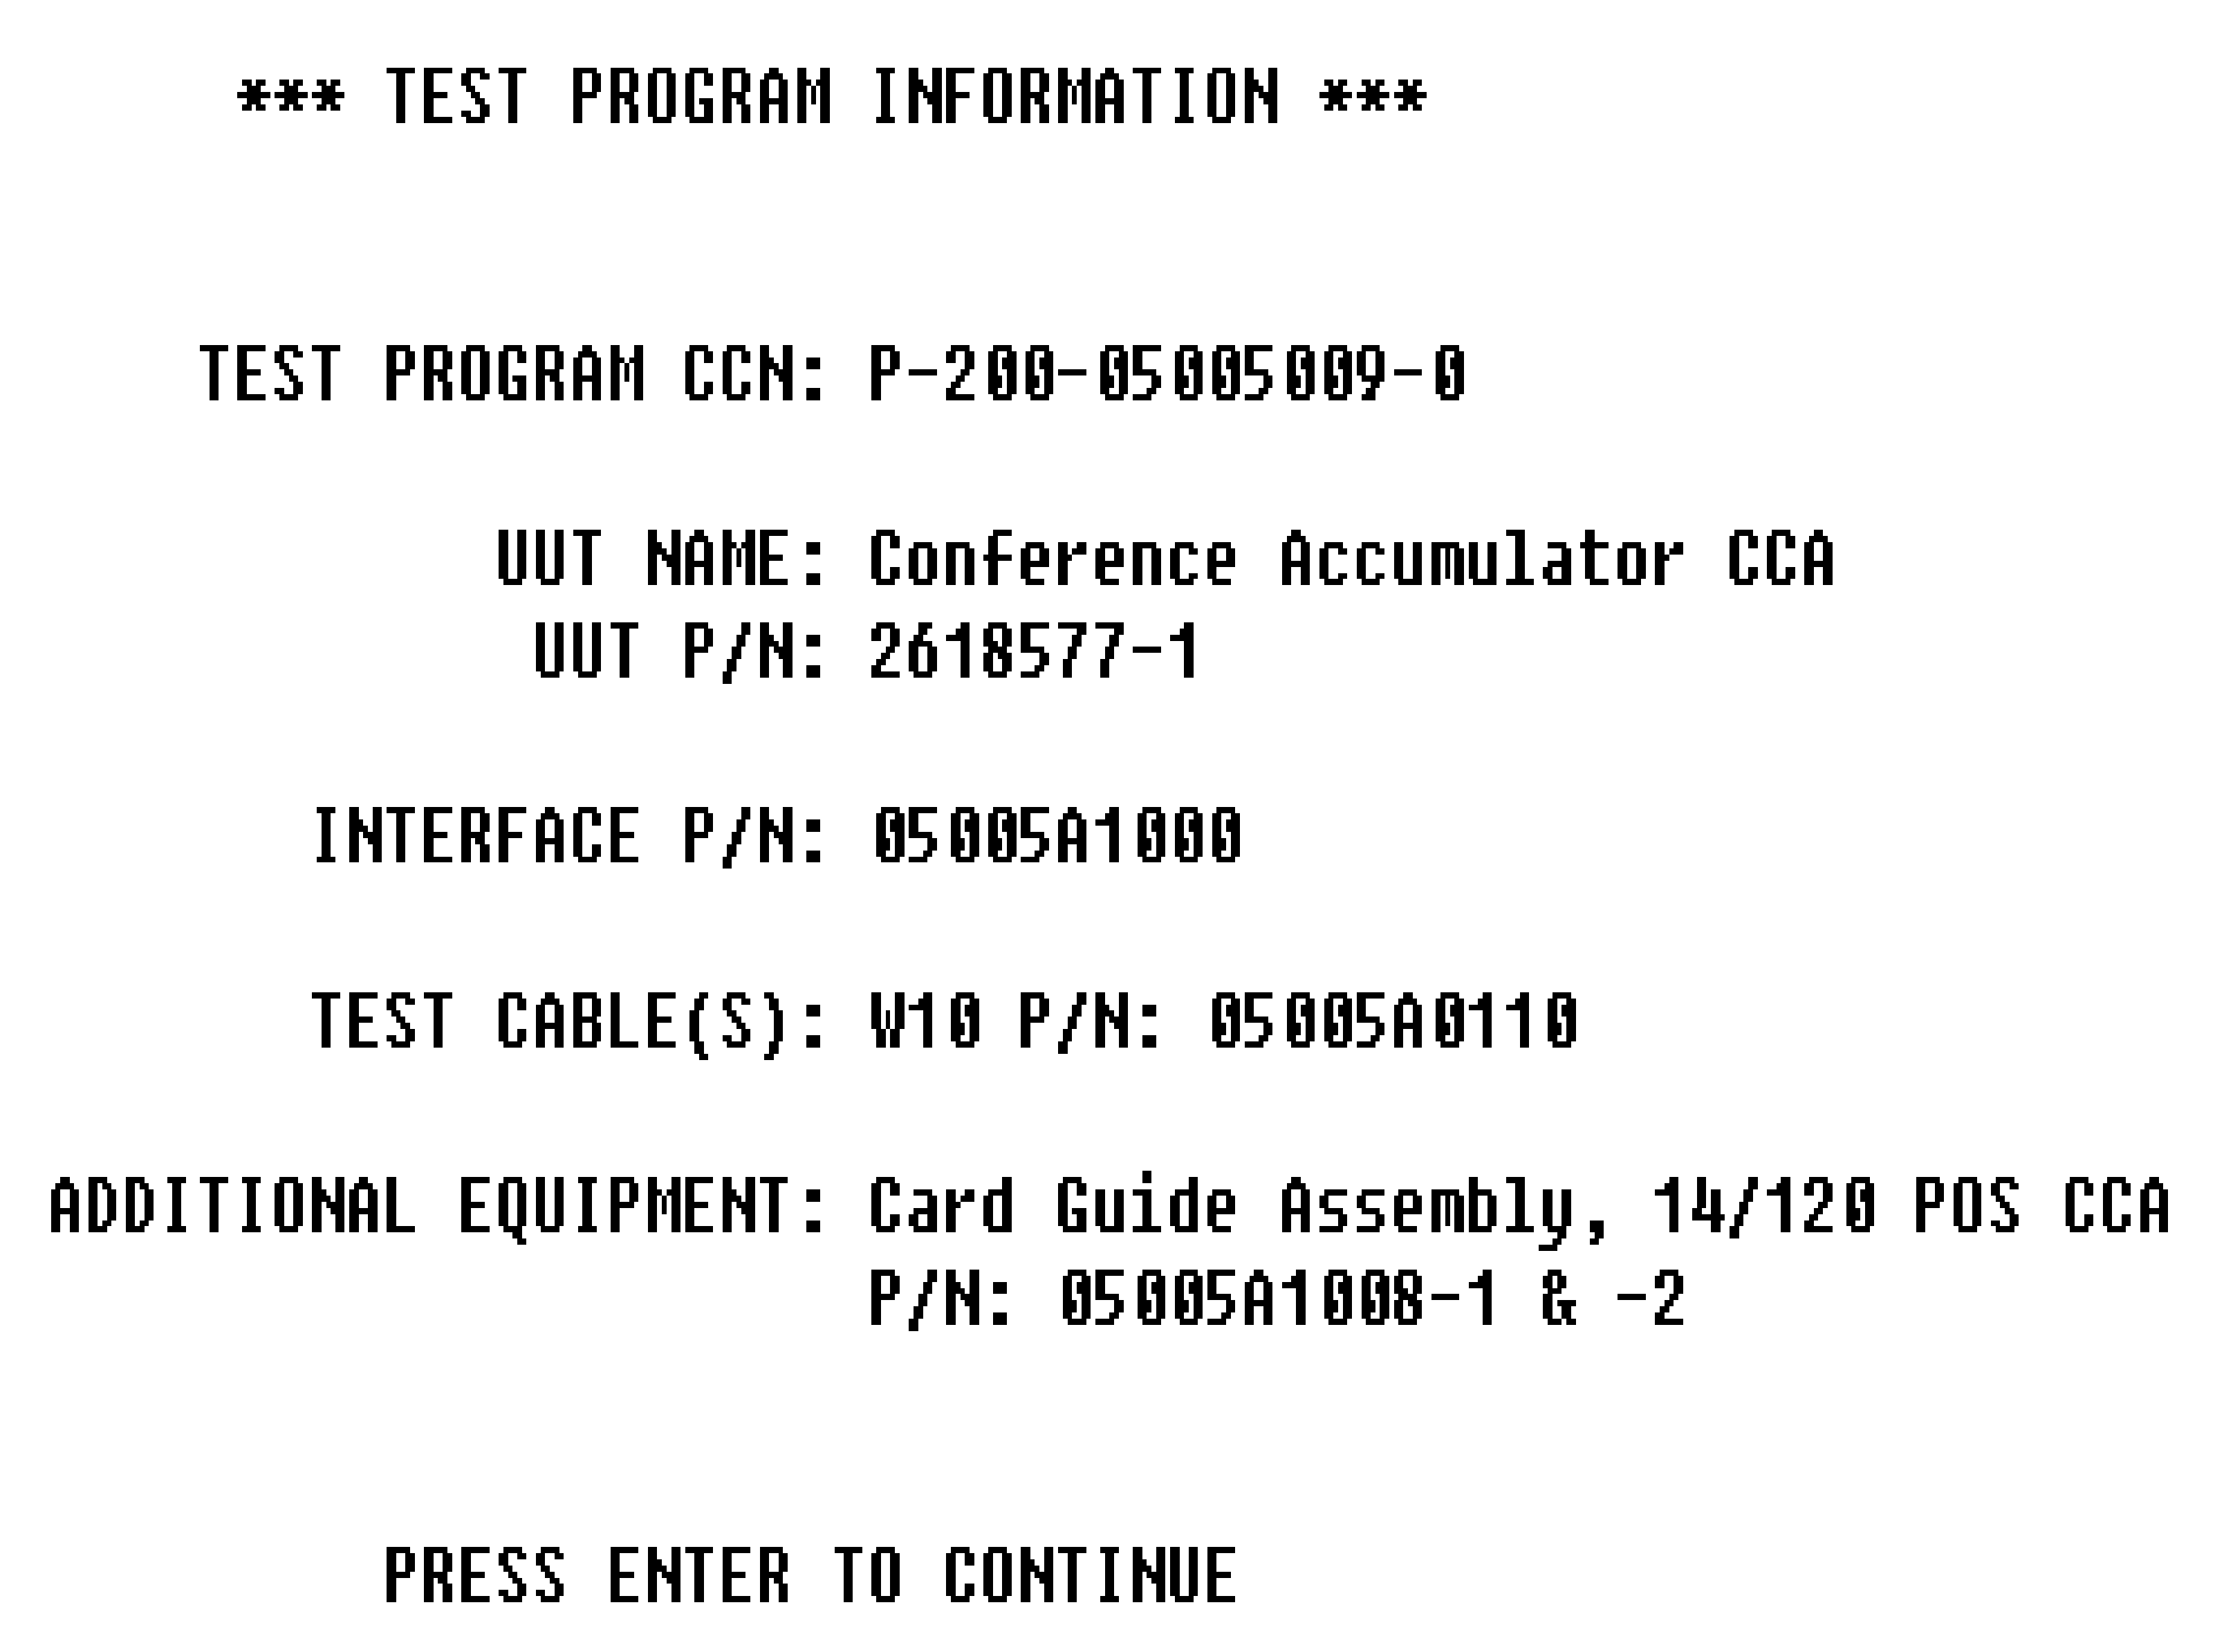 *** TEST PROGRAM INFORMATION ***
TEST PROGRAM CCN: P-200-05005009-0
UUT NAME: Conference Accumulator CCA
UUT P/N: 2618577-1
INTERFACE P/N: 05005A1000
TEST CABLE(S): W10 P/N: 05005A0110
ADDITIONAL EQUIPMENT: Card Guide Assembly, 14/120 POS CCA
P/N: 05005A1008-1 & -2
PRESS ENTER TO CONTINUE